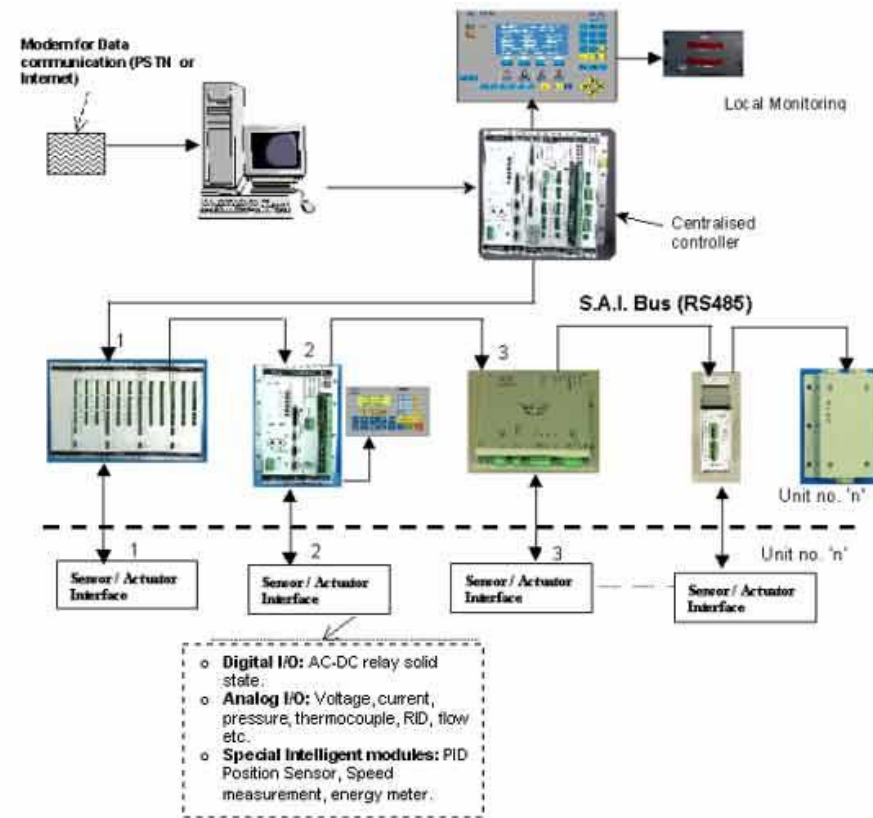 Modern for Data
communication (PSTN or
Internet)
Local Monitoring
Centralised
controller
S.A.I. Bus (RS485)
1
2
3
Unit no. 'n'
1
2
3
Unit no. 'n'
Sensor / Actuator
Interface
Sensor / Actuator
Interface
Sensor / Actuator
Interface
Sensor / Actuator
Interface
o Digital I/O: AC-DC relay solid
state.
o Analog I/O: Voltage, current,
pressure, thermocouple, RID, flow
etc.
o Special Intelligent modules: PID
Position Sensor, Speed
measurement, energy meter.